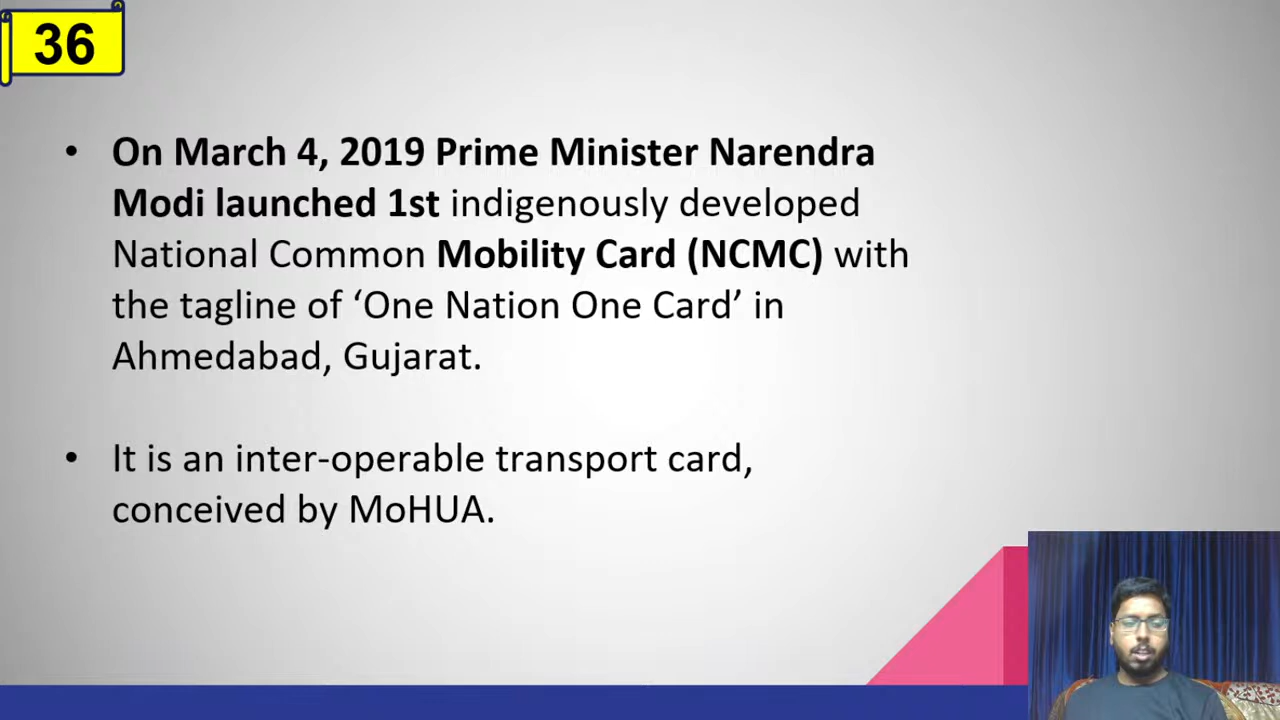 36
• On March 4, 2019 Prime Minister Narendra
Modi launched 1st indigenously developed
National Common Mobility Card (NCMC) with
the tagline of ‘One Nation One Card’ in
Ahmedabad, Gujarat.
• It is an inter-operable transport card,
conceived by MoHUA.